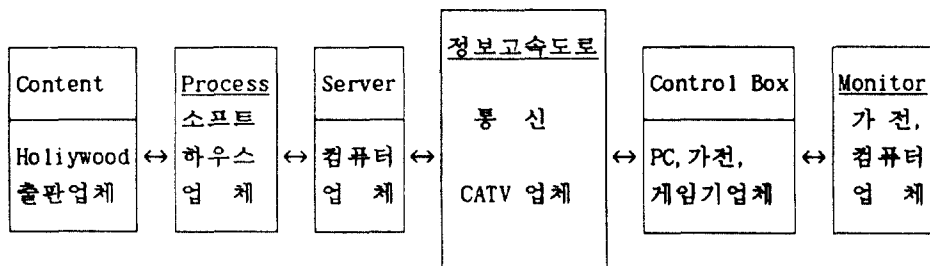 Content
Holiywood
출판업체
↔
Process
소프트
하우스
업 체
↔
Server
컴퓨터
업 체
↔
정보고속도로
통 신
CATV 업체
↔
Control Box
PC, 가전,
게임기업체
↔
Monitor
가 전,
컴퓨터
업 체